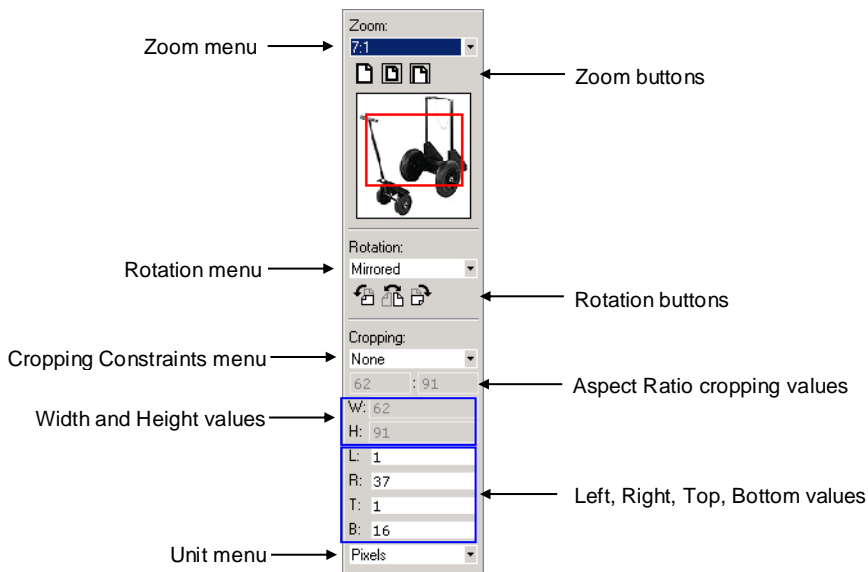 Zoom:
Zoom menu
7:1
Zoom buttons
Rotation:
Rotation menu
Mirrored
Rotation buttons
Cropping:
Cropping Constraints menu
None
62 : 91
Aspect Ratio cropping values
Width and Height values
W: 62
H: 91
L: 1
R: 37
Left, Right, Top, Bottom values
T: 1
B: 16
Unit menu
Pixels